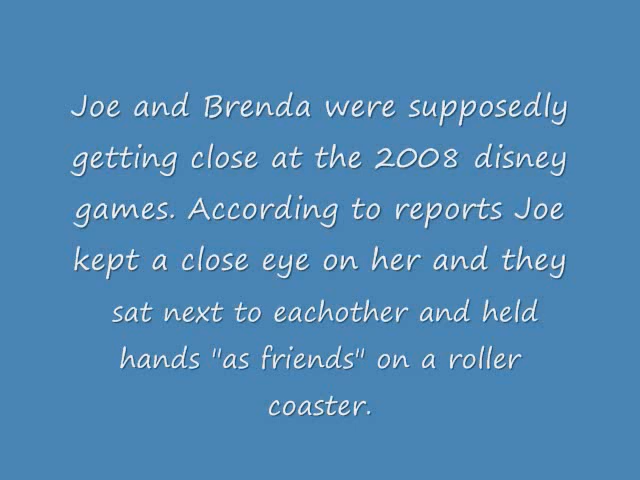 Joe and Brenda were supposedly
getting close at the 2008 disney
games. According to reports Joe
kept a close eye on her and they
sat next to eachother and held
hands "as friends" on a roller
coaster.